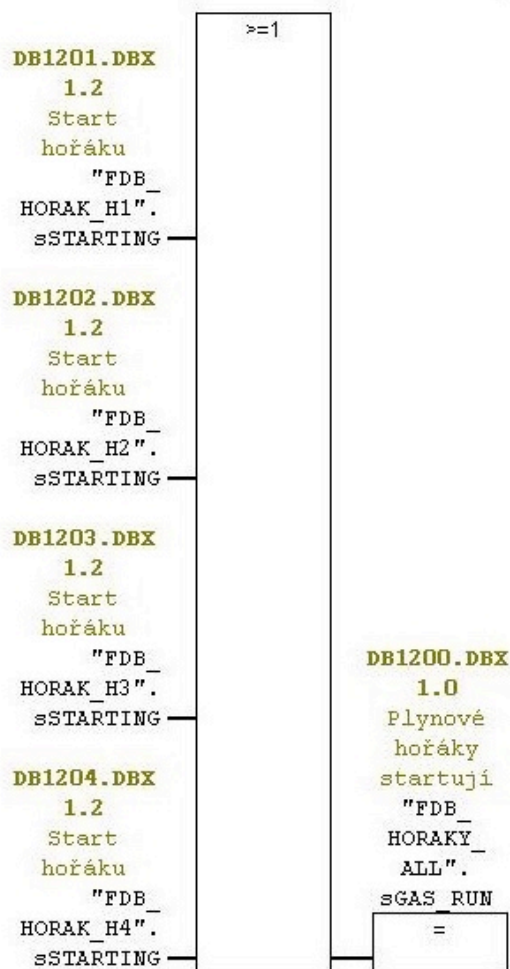 >=1
DB1201.DBX
1.2
Start
hořáku
"FDB_
HORAK_H1".
sSTARTING
DB1202.DBX
1.2
Start
hořáku
"FDB_
HORAK_H2".
sSTARTING
DB1203.DBX
1.2
Start
hořáku
"FDB_
HORAK_H3".
sSTARTING
DB1204.DBX
1.2
Start
hořáku
"FDB_
HORAK_H4".
sSTARTING
DB1200.DBX
1.0
Plynové
hořáky
startují
"FDB_
HORAKY_
ALL".
sGAS_RUN
=